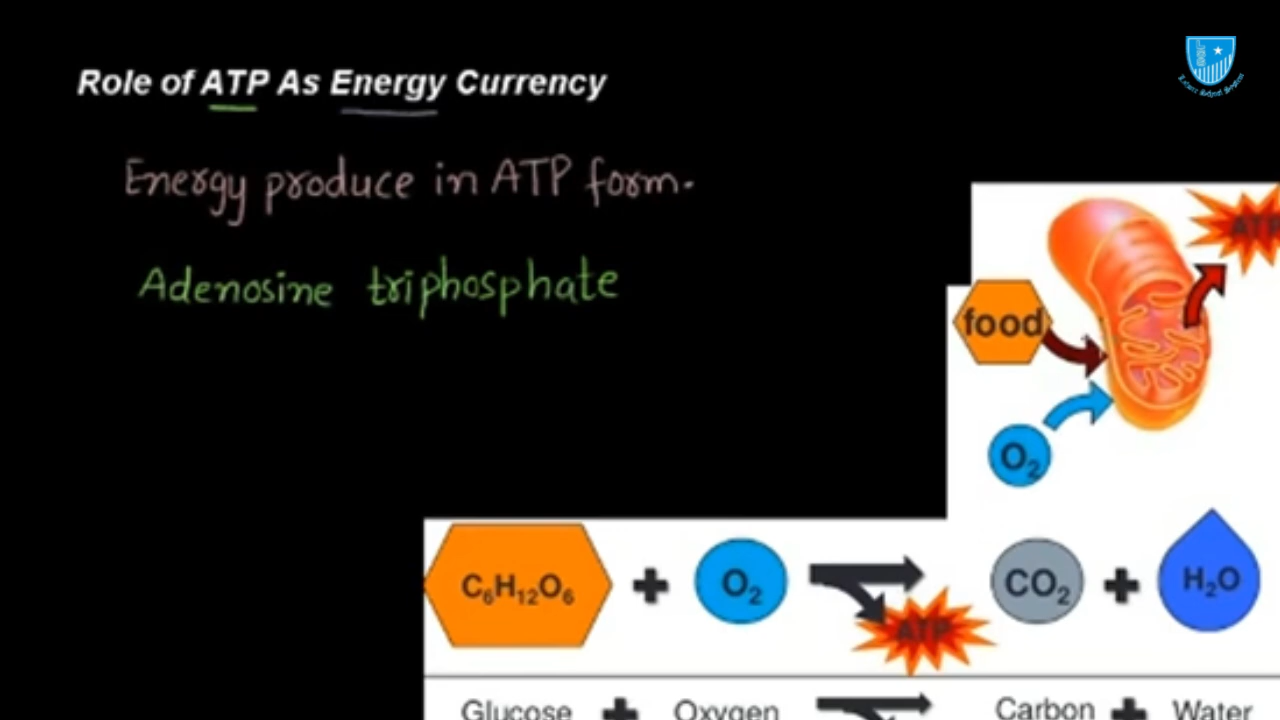 Role of ATP As Energy Currency
Energy produce in ATP form.
Adenosine triphosphate
ATP
food
O2
C6H12O6 + O2 CO2 + H2O
ATP
Glucose + Oxygen Carbon + Water